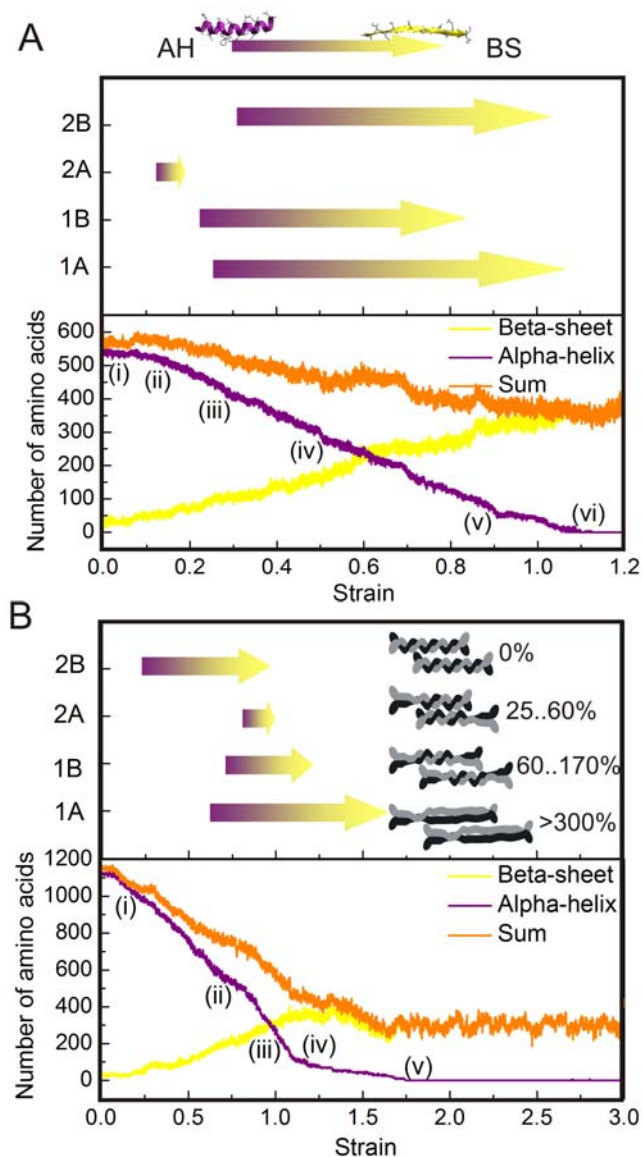 A
AH
BS
2B
2A
1B
1A
600
500
400
300
200
100
0
Number of amino acids
Beta-sheet
Alpha-helix
Sum
(i)
(ii)
(iii)
(iv)
(v)
(vi)
0.0 0.2 0.4 0.6 0.8 1.0 1.2
Strain
B
2B
2A
1B
1A
0%
25..60%
60..170%
>300%
1200
1000
800
600
400
200
0
Number of amino acids
Beta-sheet
Alpha-helix
Sum
(i)
(ii)
(iii)
(iv)
(v)
0.0 0.5 1.0 1.5 2.0 2.5 3.0
Strain